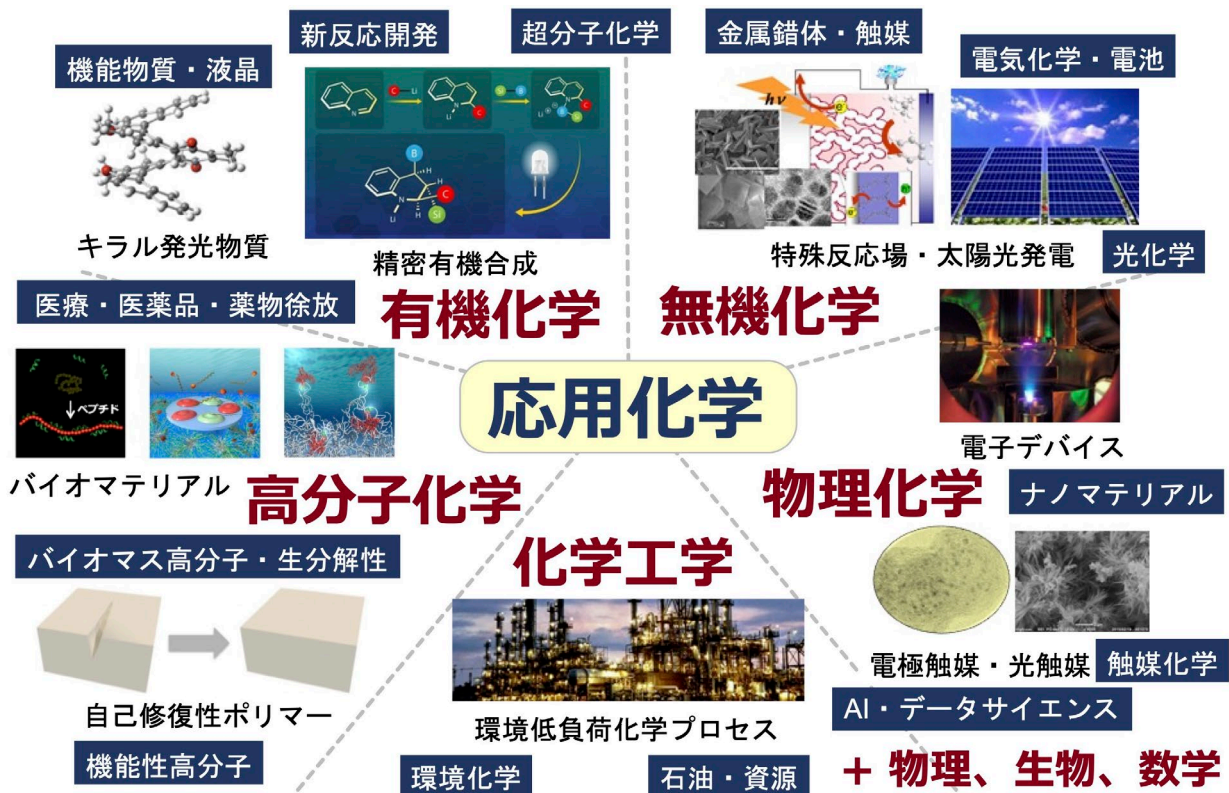 新反応開発
超分子化学
金属錯体・触媒
機能物質・液晶
電気化学・電池
キラル発光物質
精密有機合成
特殊反応場・太陽光発電
光化学
医療・医薬品・薬物徐放
有機化学
無機化学
ペプチド
応用化学
バイオマテリアル
高分子化学
電子デバイス
物理化学
ナノマテリアル
バイオマス高分子・生分解性
化学工学
電極触媒・光触媒
触媒化学
自己修復性ポリマー
環境低負荷化学プロセス
AI・データサイエンス
機能性高分子
環境化学
石油・資源
+ 物理、生物、数学
N
C
Li
N
Li
C
Si
B
Li
N
B
C
Si
B
H
C
H
Si
N
Li
H
hν
e
e